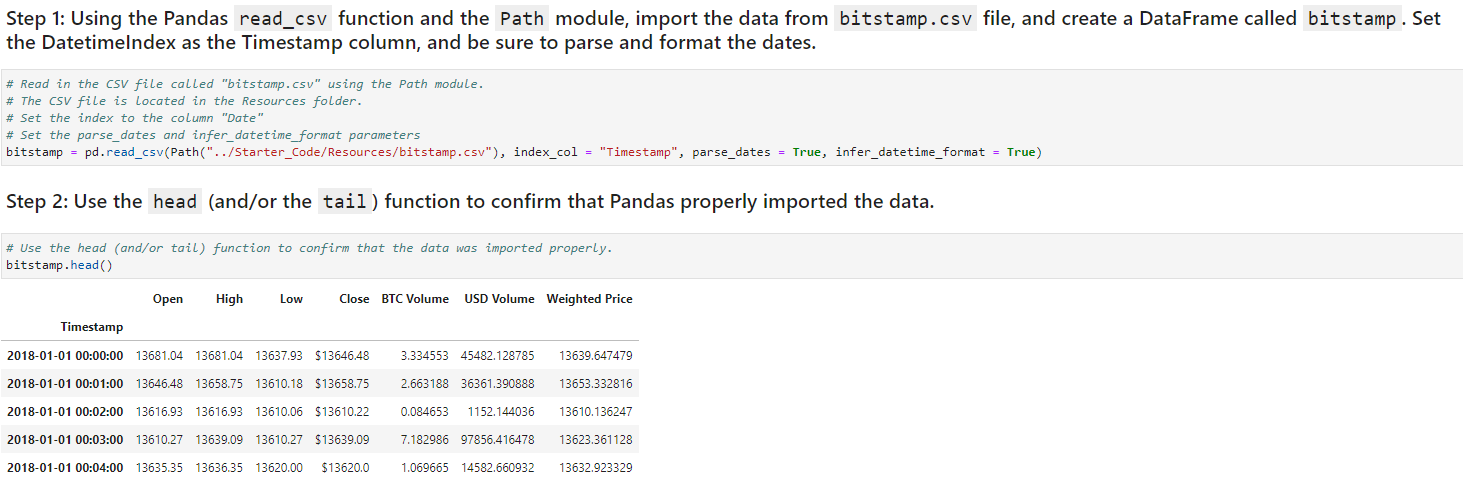 Step 1: Using the Pandas read_csv function and the Path module, import the data from bitstamp.csv file, and create a DataFrame called bitstamp. Set
the DatetimeIndex as the Timestamp column, and be sure to parse and format the dates.
# Read in the CSV file called "bitstamp.csv" using the Path module.
# The CSV file is located in the Resources folder.
# Set the index to the column "Date"
# Set the parse_dates and infer_datetime_format parameters
bitstamp = pd.read_csv(Path("../Starter_Code/Resources/bitstamp.csv"), index_col = "Timestamp", parse_dates = True, infer_datetime_format = True)
Step 2: Use the head (and/or the tail) function to confirm that Pandas properly imported the data.
# Use the head (and/or tail) function to confirm that the data was imported properly.
bitstamp.head()
Open High Low Close BTC Volume USD Volume Weighted Price
Timestamp
2018-01-01 00:00:00 13681.04 13681.04 13637.93 $13646.48 3.334553 45482.128785 13639.647479
2018-01-01 00:01:00 13646.48 13658.75 13610.18 $13658.75 2.663188 36361.390888 13653.332816
2018-01-01 00:02:00 13616.93 13616.93 13610.06 $13610.22 0.084653 1152.144036 13610.136247
2018-01-01 00:03:00 13610.27 13639.09 13610.27 $13639.09 7.182986 97856.416478 13623.361128
2018-01-01 00:04:00 13635.35 13636.35 13620.00 $13620.0 1.069665 14582.660932 13632.923329